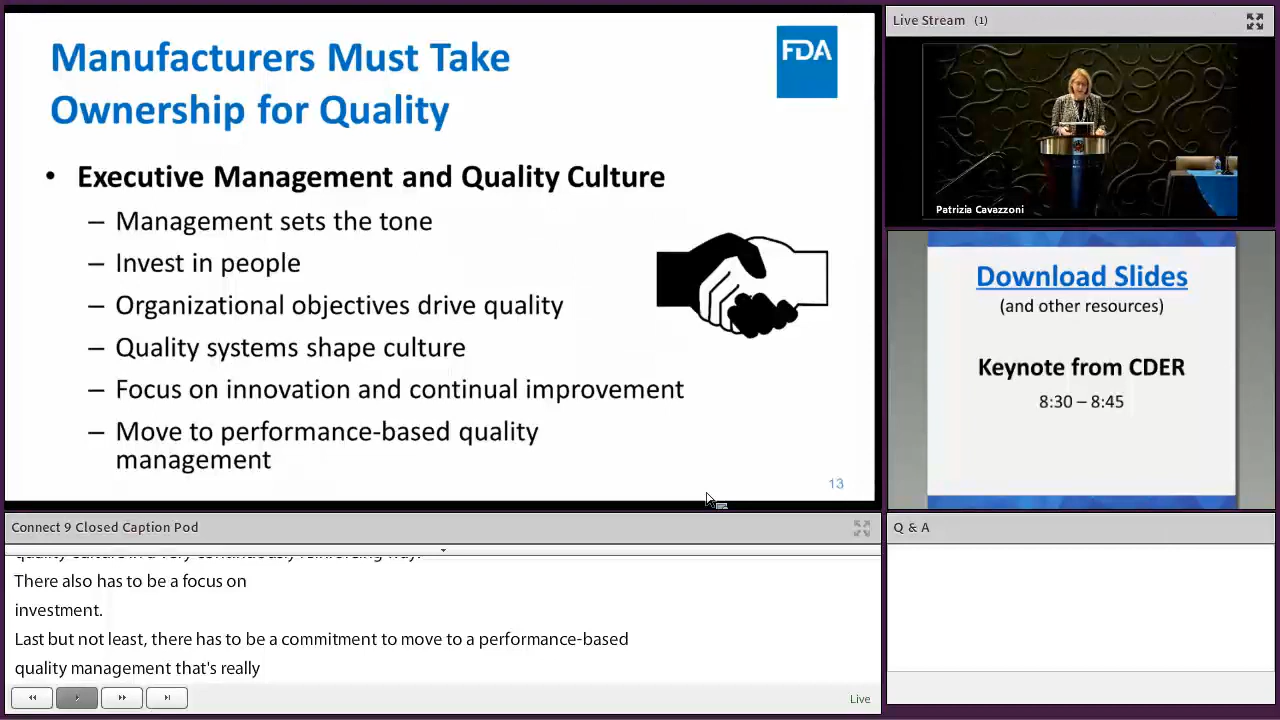 Manufacturers Must Take
Ownership for Quality
FDA
• Executive Management and Quality Culture
– Management sets the tone
– Invest in people
– Organizational objectives drive quality
– Quality systems shape culture
– Focus on innovation and continual improvement
– Move to performance-based quality
management
13
Live Stream (1)
Patrizia Cavazzoni
Download Slides
(and other resources)
Keynote from CDER
8:30 – 8:45
Connect 9 Closed Caption Pod
There also has to be a focus on
investment.
Last but not least, there has to be a commitment to move to a performance-based
quality management that's really
Live
Q & A